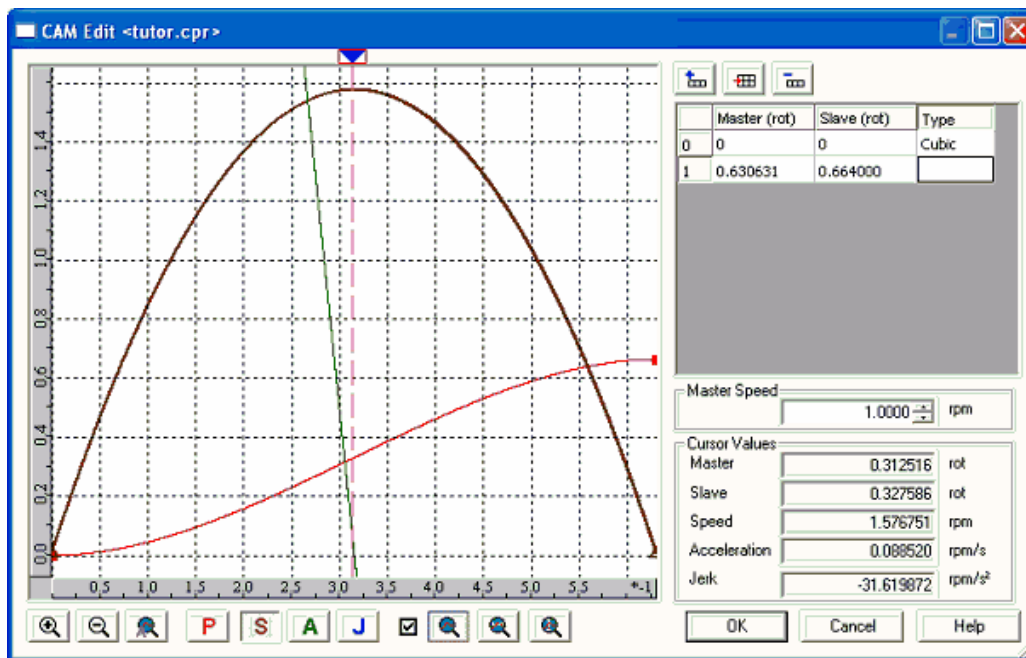 CAM Edit <tutor.cpr>
Master (rot) Slave (rot) Type
0 0 0 Cubic
1 0.630631 0.664000
1,4
1,2
1,0
0,8
0,6
0,4
0,2
0,0
0,5 1,0 1,5 2,0 2,5 3,0 3,5 4,0 4,5 5,0 5,5 *-1
Master Speed
1.0000 rpm
Cursor Values
Master 0.312516 rot
Slave 0.327586 rot
Speed 1.576751 rpm
Acceleration 0.088520 rpm/s
Jerk -31.619872 rpm/s²
P S A J
OK Cancel Help